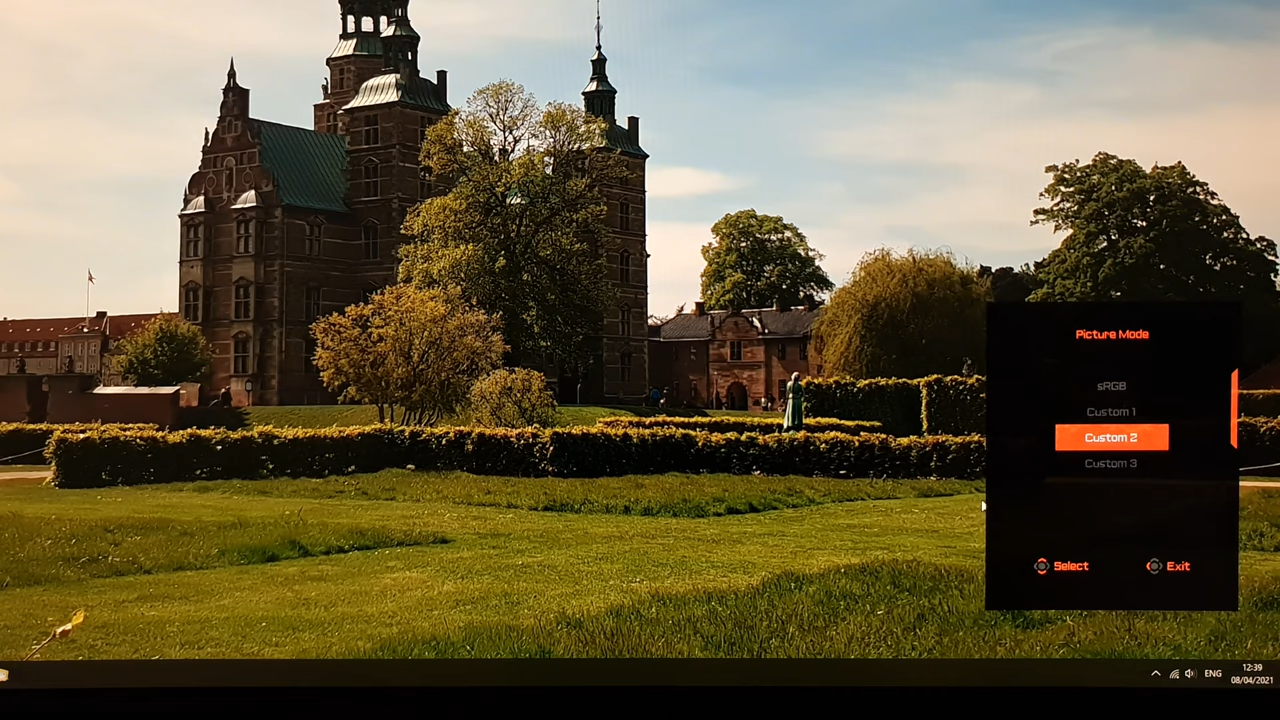 Picture Mode
sRGB
Custom 1
Custom 2
Custom 3
Select
Exit
ENG
12:39
08/04/2021